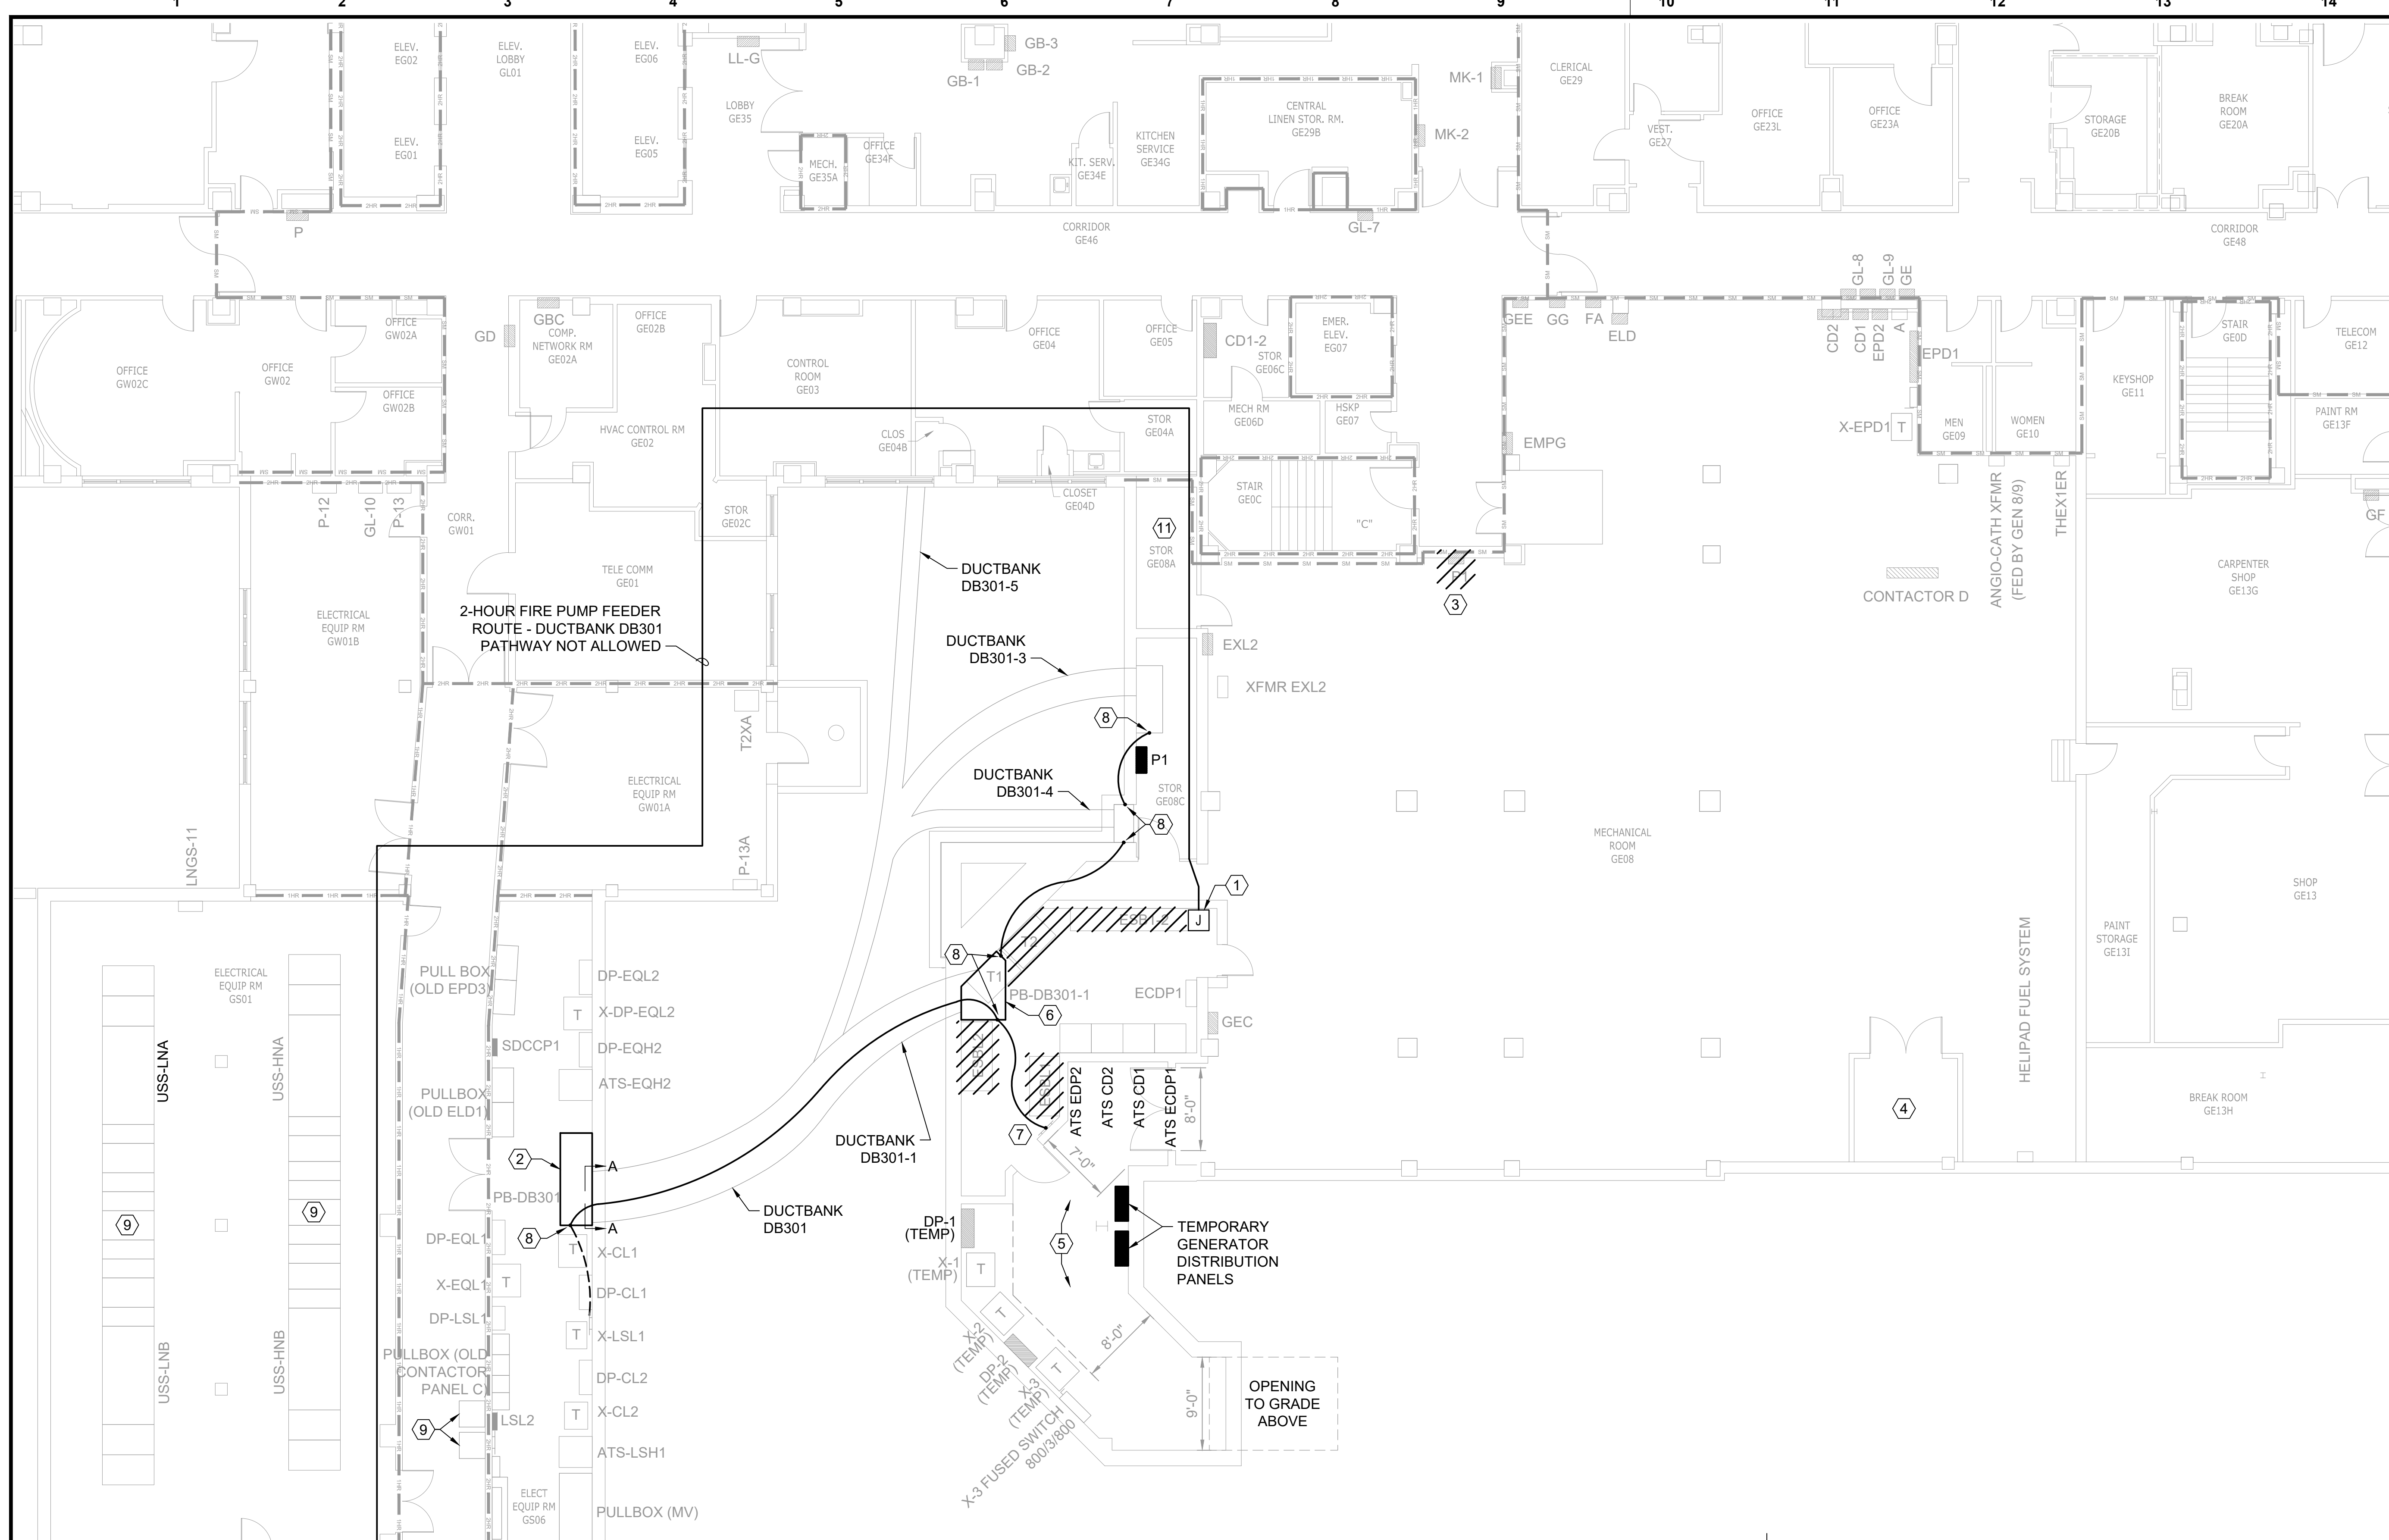 1 2 3 4 5 6 7 8 9 10 11 12 13 14
ELEV.
EG02
ELEV.
LOBBY
GL01
ELEV.
EG06
LL-G
GB-3
GB-1
GB-2
MK-1
CLERICAL
GE29
LOBBY
GE35
CENTRAL
LINEN STOR. RM.
GE29B
KITCHEN
SERVICE
GE34G
MK-2
VEST.
GE27
OFFICE
GE23L
OFFICE
GE23A
STORAGE
GE20B
BREAK
ROOM
GE20A
ELEV.
EG01
ELEV.
EG05
MECH.
GE35A
OFFICE
GE34F
KIT. SERV.
GE34E
P
CORRIDOR
GE46
GL-7
CORRIDOR
GE48
GL-8
GL-9
GE
OFFICE
GW02C
OFFICE
GW02
OFFICE
GW02A
OFFICE
GW02B
GD
GBC
COMP.
NETWORK RM
GE02A
OFFICE
GE02B
HVAC CONTROL RM
GE02
CONTROL
ROOM
GE03
CLOS
GE04B
OFFICE
GE04
OFFICE
GE05
STOR
GE04A
CD1-2
STOR
GE06C
MECH RM
GE06D
EMER.
ELEV.
EG07
HSKP
GE07
GEE
GG
FA
ELD
CD2
CD1
EPD2
A
EPD1
X-EPD1
T
EMPG
MEN
GE09
WOMEN
GE10
KEYSHOP
GE11
STAIR
GE0D
TELECOM
GE12
PAINT RM
GE13F
P-12
GL-10
P-13
CORR.
GW01
STOR
GE02C
CLOSET
GE04D
STAIR
GE0C
"C"
11
STOR
GE08A
TELE COMM
GE01
DUCTBANK
DB301-5
P1
3
CONTACTOR D
ANGIO-CATH XFMR
(FED BY GEN 8/9)
THEX1ER
GF
CARPENTER
SHOP
GE13G
ELECTRICAL
EQUIP RM
GW01B
2-HOUR FIRE PUMP FEEDER
ROUTE - DUCTBANK DB301
PATHWAY NOT ALLOWED
DUCTBANK
DB301-3
EXL2
XFMR EXL2
T2XA
8
P1
DUCTBANK
DB301-4
STOR
GE08C
8
ELECTRICAL
EQUIP RM
GW01A
LNGS-11
P-13A
MECHANICAL
ROOM
GE08
SHOP
GE13
1
ESB1-2
J
T2
8
T1
PB-DB301-1
6
ECDP1
GEC
HELIPAD FUEL SYSTEM
PAINT
STORAGE
GE13I
ELECTRICAL
EQUIP RM
GS01
PULL BOX
(OLD EPD3)
DP-EQL2
T
X-DP-EQL2
USS-LNA
USS-HNA
SDCCP1
DP-EQH2
ATS-EQH2
PULLBOX
(OLD ELD1)
ESBL2
ESBL1
ATS EDP2
ATS CD2
ATS CD1
ATS ECDP1
8'-0"
7
4
BREAK ROOM
GE13H
DUCTBANK
DB301-1
7'-0"
2
A
A
PB-DB301
8
9
9
DUCTBANK
DB301
DP-EQL1
T
X-CL1
X-EQL1
T
DP-CL1
DP-LSL1
T
X-LSL1
DP-1
(TEMP)
X-1
(TEMP)
T
5
TEMPORARY
GENERATOR
DISTRIBUTION
PANELS
USS-LNB
USS-HNB
PULLBOX (OLD
CONTACTOR
PANEL C)
DP-CL2
T
X-CL2
9
LSL2
ATS-LSH1
T
X-2
(TEMP)
DP-2
(TEMP)
T
X-3
(TEMP)
X-3 FUSED SWITCH
800/3/800
8'-0"
9'-0"
OPENING
TO GRADE
ABOVE
ELECT
EQUIP RM
GS06
PULLBOX (MV)